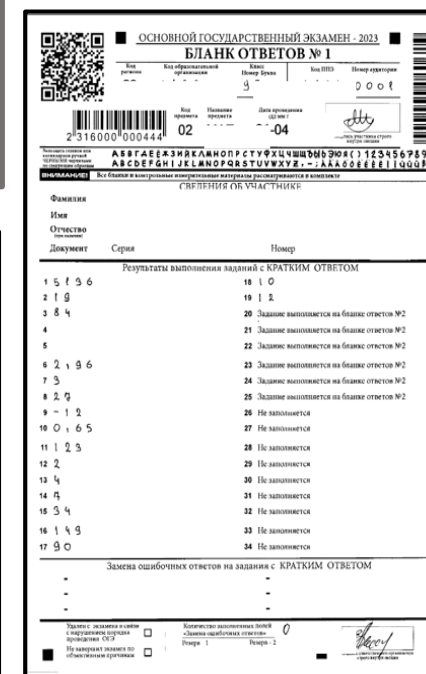 ОСНОВНОЙ ГОСУДАРСТВЕННЫЙ ЭКЗАМЕН - 2023
БЛАНК ОТВЕТОВ № 1
Код региона
Код образовательной организации
Класс
Номер Буква
Код ППЭ
Номер аудитории
9
0001
Код предмета
Название предмета
Дата проведения
02
-04
2 316000 000444
АБВГДЕЁЖЗИЙКЛМНОПРСТУФХЦЧШЩЪЫЬЭЮЯ() 123456789
ABCDEFGHIJKLMNOPQRSTUVWXYZ
ВНИМАНИЕ! Все бланки и контрольные измерительные материалы рассматриваются в комплекте
СВЕДЕНИЯ ОБ УЧАСТНИКЕ
Фамилия
Имя
Отчество
Документ Серия Номер
Результаты выполнения заданий с КРАТКИМ ОТВЕТОМ
1 5136
2 19
3 84
4
5
6 2,96
7 3
8 27
9 -12
10 0,65
11 123
12 2
13 4
14 7
15 34
16 149
17 90
18 10
19 12
20 Задание выполняется на бланке ответов №2
21 Задание выполняется на бланке ответов №2
22 Задание выполняется на бланке ответов №2
23 Задание выполняется на бланке ответов №2
24 Задание выполняется на бланке ответов №2
25 Задание выполняется на бланке ответов №2
26 Не заполняется
27 Не заполняется
28 Не заполняется
29 Не заполняется
30 Не заполняется
31 Не заполняется
32 Не заполняется
33 Не заполняется
34 Не заполняется
Замена ошибочных ответов на задания с КРАТКИМ ОТВЕТОМ
Удален с экзамена в связи
с нарушением порядка
проведения ОГЭ
Не завершил экзамен по
объективным причинам
Количество заполненных полей
«Замена ошибочных ответов» 0
Резерв - 1 Резерв - 2